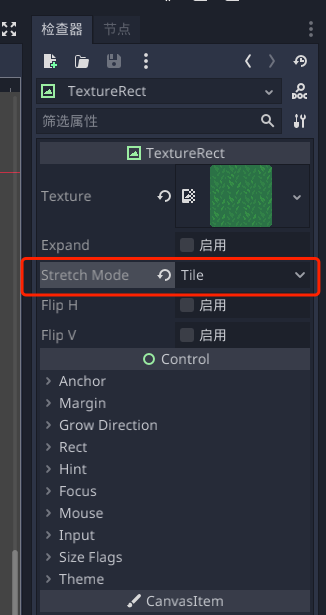 检查器 节点
TextureRect
DOC
筛选属性
TextureRect
Texture
Expand 启用
Stretch Mode Tile
Flip H 启用
Flip V 启用
Control
Anchor
Margin
Grow Direction
Rect
Hint
Focus
Mouse
Input
Size Flags
Theme
CanvasItem